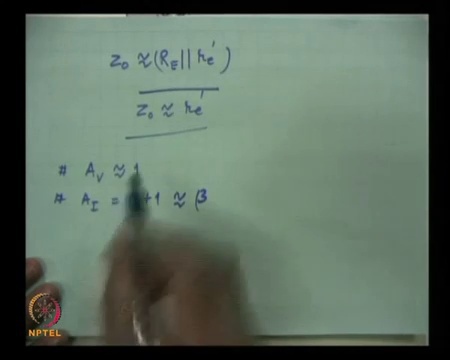 Z₀ ≈ (R_E || r_e')
Z₀ ≈ r_e'
# A_V ≈ 1
# A_I = +1 ≈ β
NPTEL